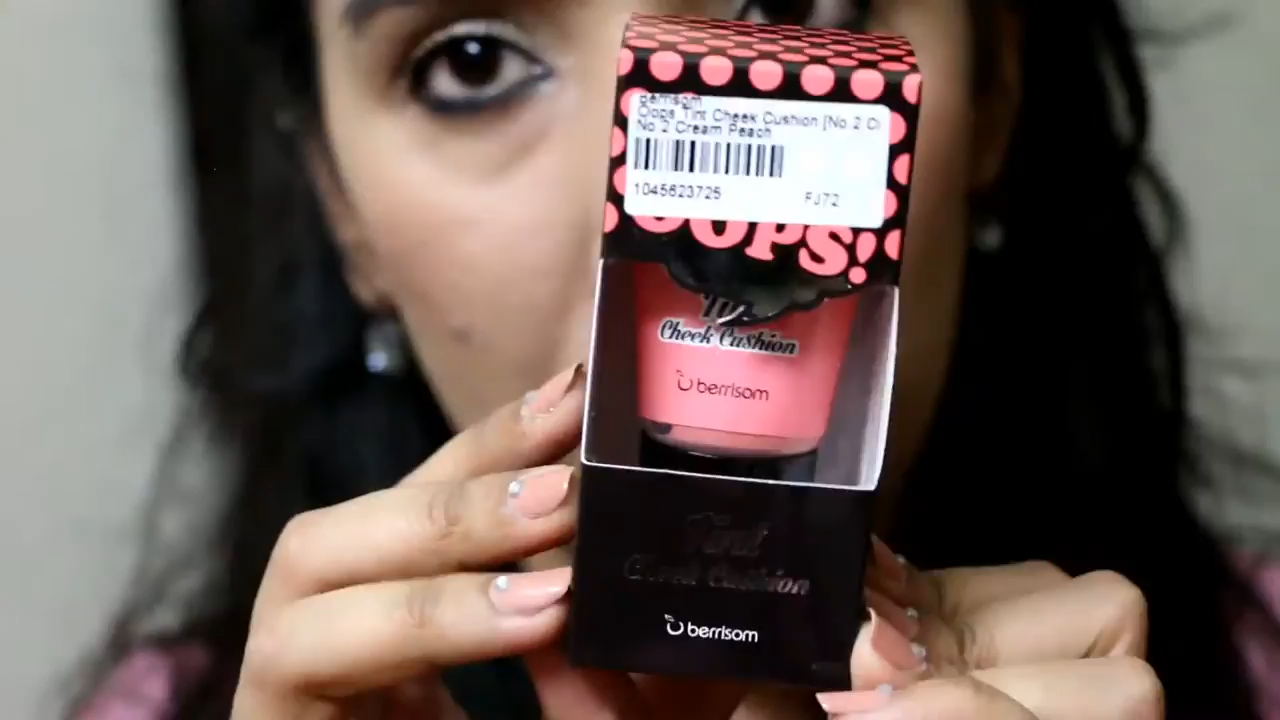 berrisom
Oops Tint Cheek Cushion [No 2 C
No 2 Cream Peach
1045623725 FJ72
OOPS!
Cheek Cushion
berrisom
Tint
Cheek Cushion
berrisom